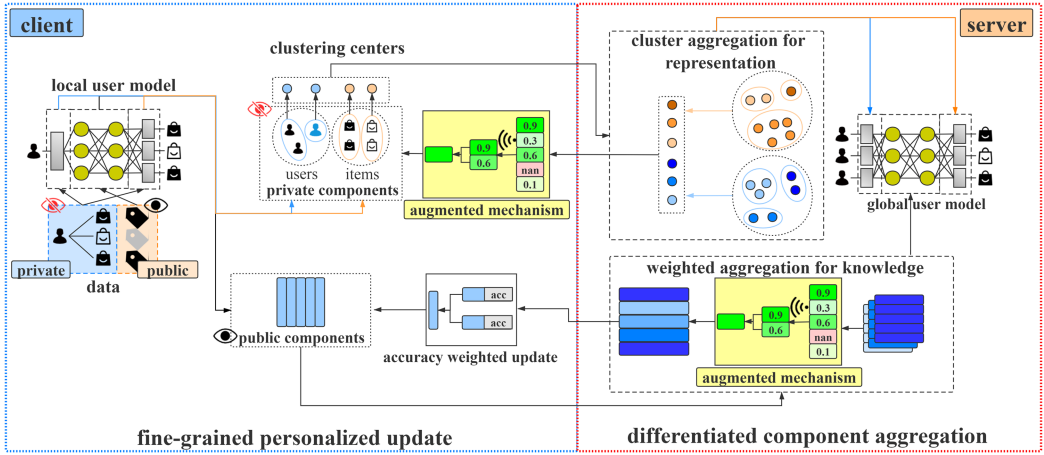 client
server
clustering centers
local user model
users
items
private components
0.9
0.3
0.9
0.6
0.6
nan
0.1
augmented mechanism
cluster aggregation for
representation
global user model
private
public
data
public components
acc
acc
accuracy weighted update
weighted aggregation for knowledge
0.9
0.3
0.9
0.6
0.6
nan
0.1
augmented mechanism
fine-grained personalized update
differentiated component aggregation